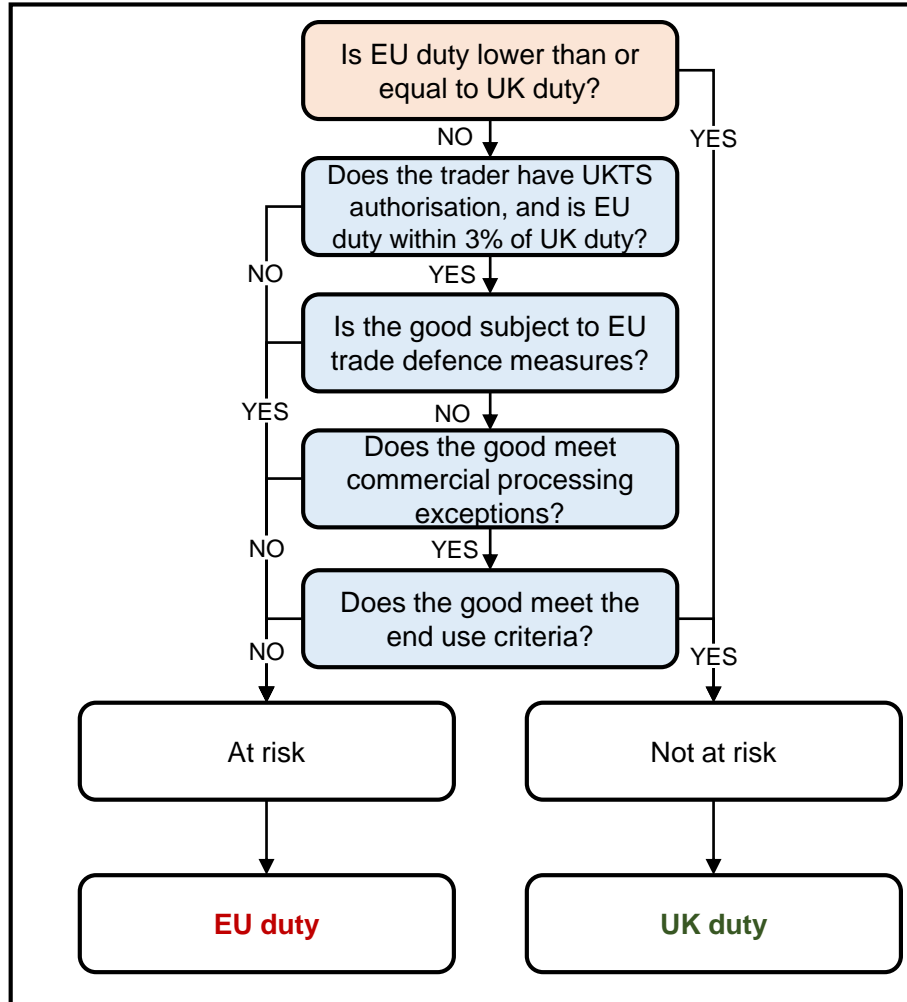 Is EU duty lower than or
equal to UK duty?
NO
YES
Does the trader have UKTS
authorisation, and is EU
duty within 3% of UK duty?
NO
YES
Is the good subject to EU
trade defence measures?
YES
NO
Does the good meet
commercial processing
exceptions?
NO
YES
Does the good meet the
end use criteria?
NO
YES
At risk
Not at risk
EU duty
UK duty